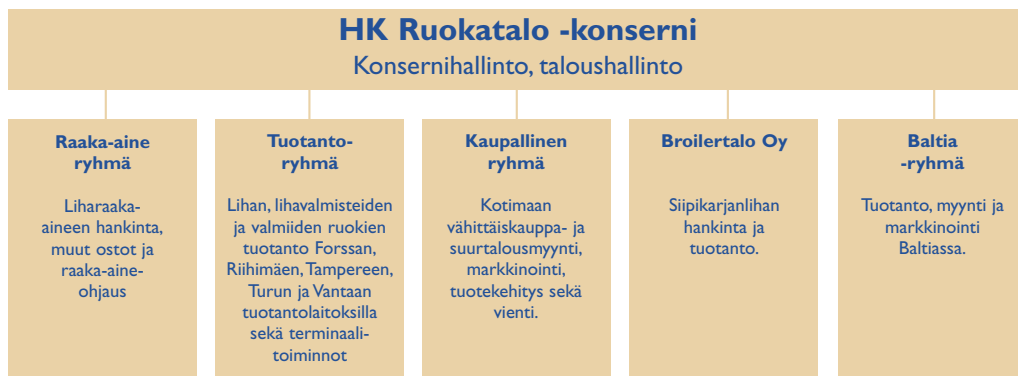 HK Ruokatalo -konserni
Konsernihallinto, taloushallinto
Raaka-aine
ryhmä
Liharaaka-
aineen hankinta,
muut ostot ja
raaka-aine-
ohjaus
Tuotanto-
ryhmä
Lihan, lihavalmisteiden
ja valmiiden ruokien
tuotanto Forssan,
Riihimäen, Tampereen,
Turun ja Vantaan
tuotantolaitoksilla
sekä terminaali-
toiminnot
Kaupallinen
ryhmä
Kotimaan
vähittäiskauppa- ja
suurtalousmyynti,
markkinointi,
tuotekehitys sekä
vienti.
Broilertalo Oy
Siipikarjanlihan
hankinta ja
tuotanto.
Baltia
-ryhmä
Tuotanto, myynti ja
markkinointi
Baltiassa.